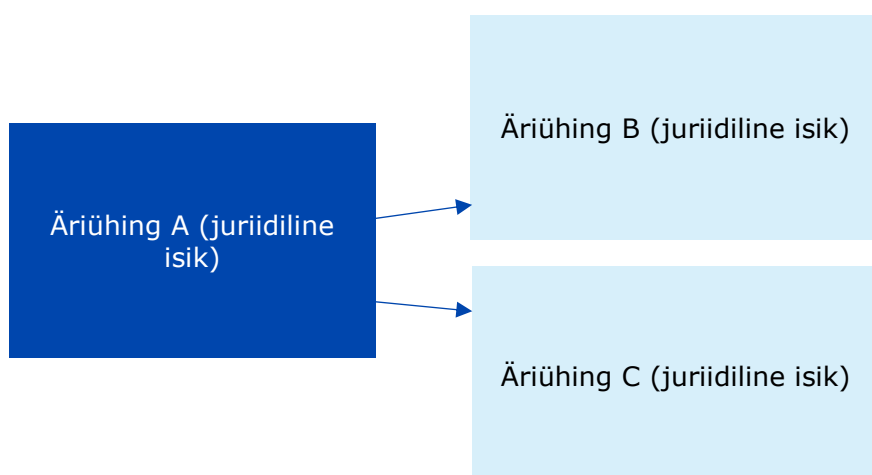 Äriühing A (juriidiline
isik)
Äriühing B (juriidiline isik)
Äriühing C (juriidiline isik)